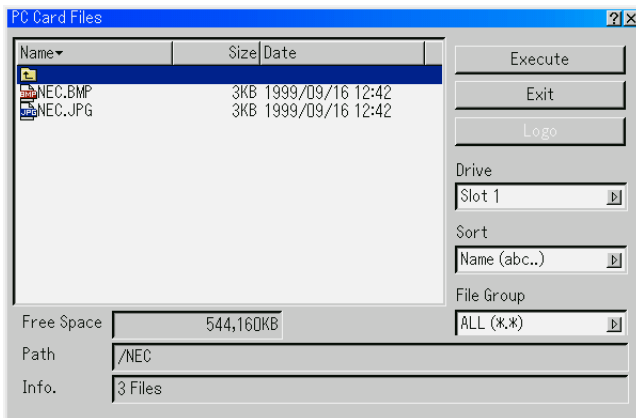 PC Card Files
Name Size Date
NEC.BMP 3KB 1999/09/16 12:42
NEC.JPG 3KB 1999/09/16 12:42
Execute
Exit
Logo
Drive
Slot 1
Sort
Name (abc..)
File Group
ALL (*.*)
Free Space 544,160KB
Path /NEC
Info. 3 Files